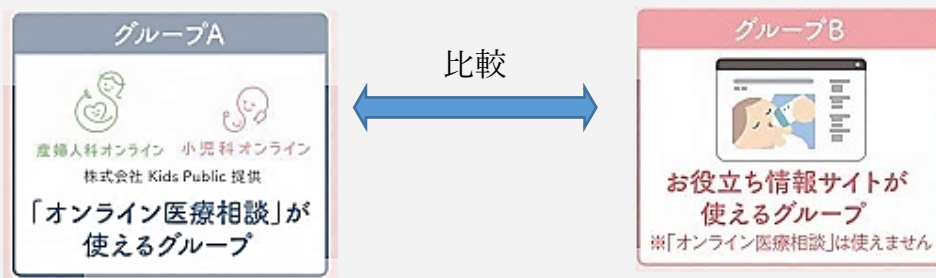 グループA
産婦人科オンライン 小児科オンライン
株式会社 Kids Public 提供
「オンライン医療相談」が
使えるグループ
比較
グループB
お役立ち情報サイトが
使えるグループ
※「オンライン医療相談」は使えません